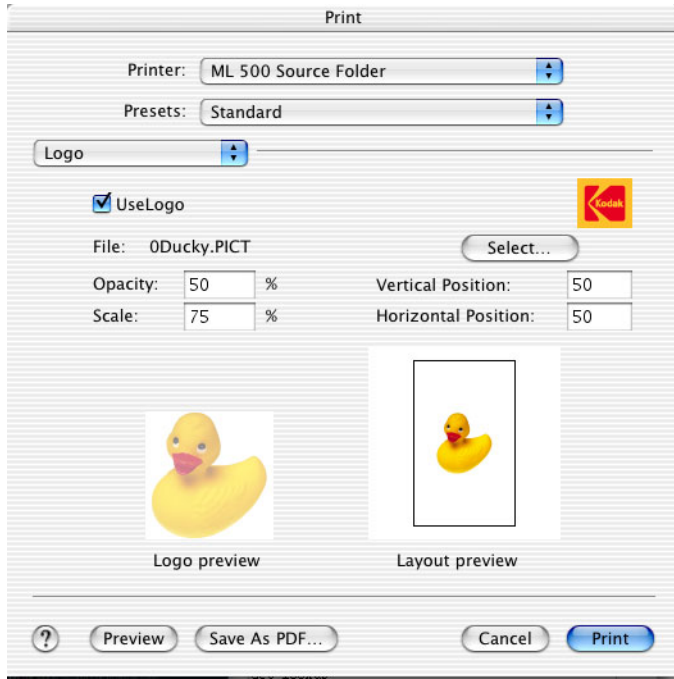 Print
Printer: ML 500 Source Folder
Presets: Standard
Logo
UseLogo
Kodak
File: 0Ducky.PICT Select...
Opacity: 50 % Vertical Position: 50
Scale: 75 % Horizontal Position: 50
Logo preview Layout preview
? Preview Save As PDF... Cancel Print